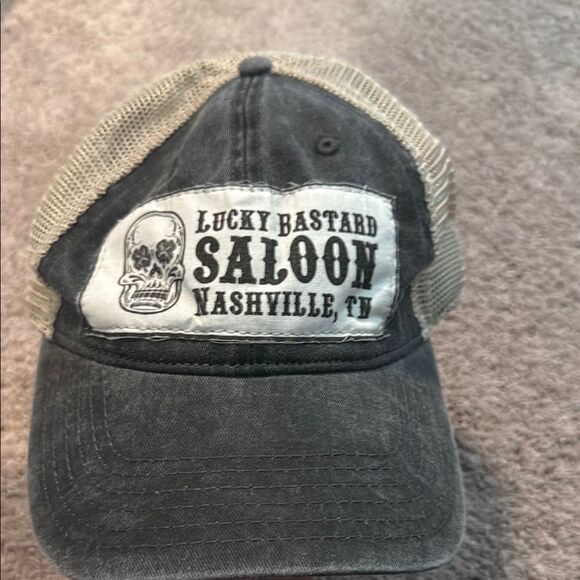 Lucky Bastard
SALOON
Nashville, TN